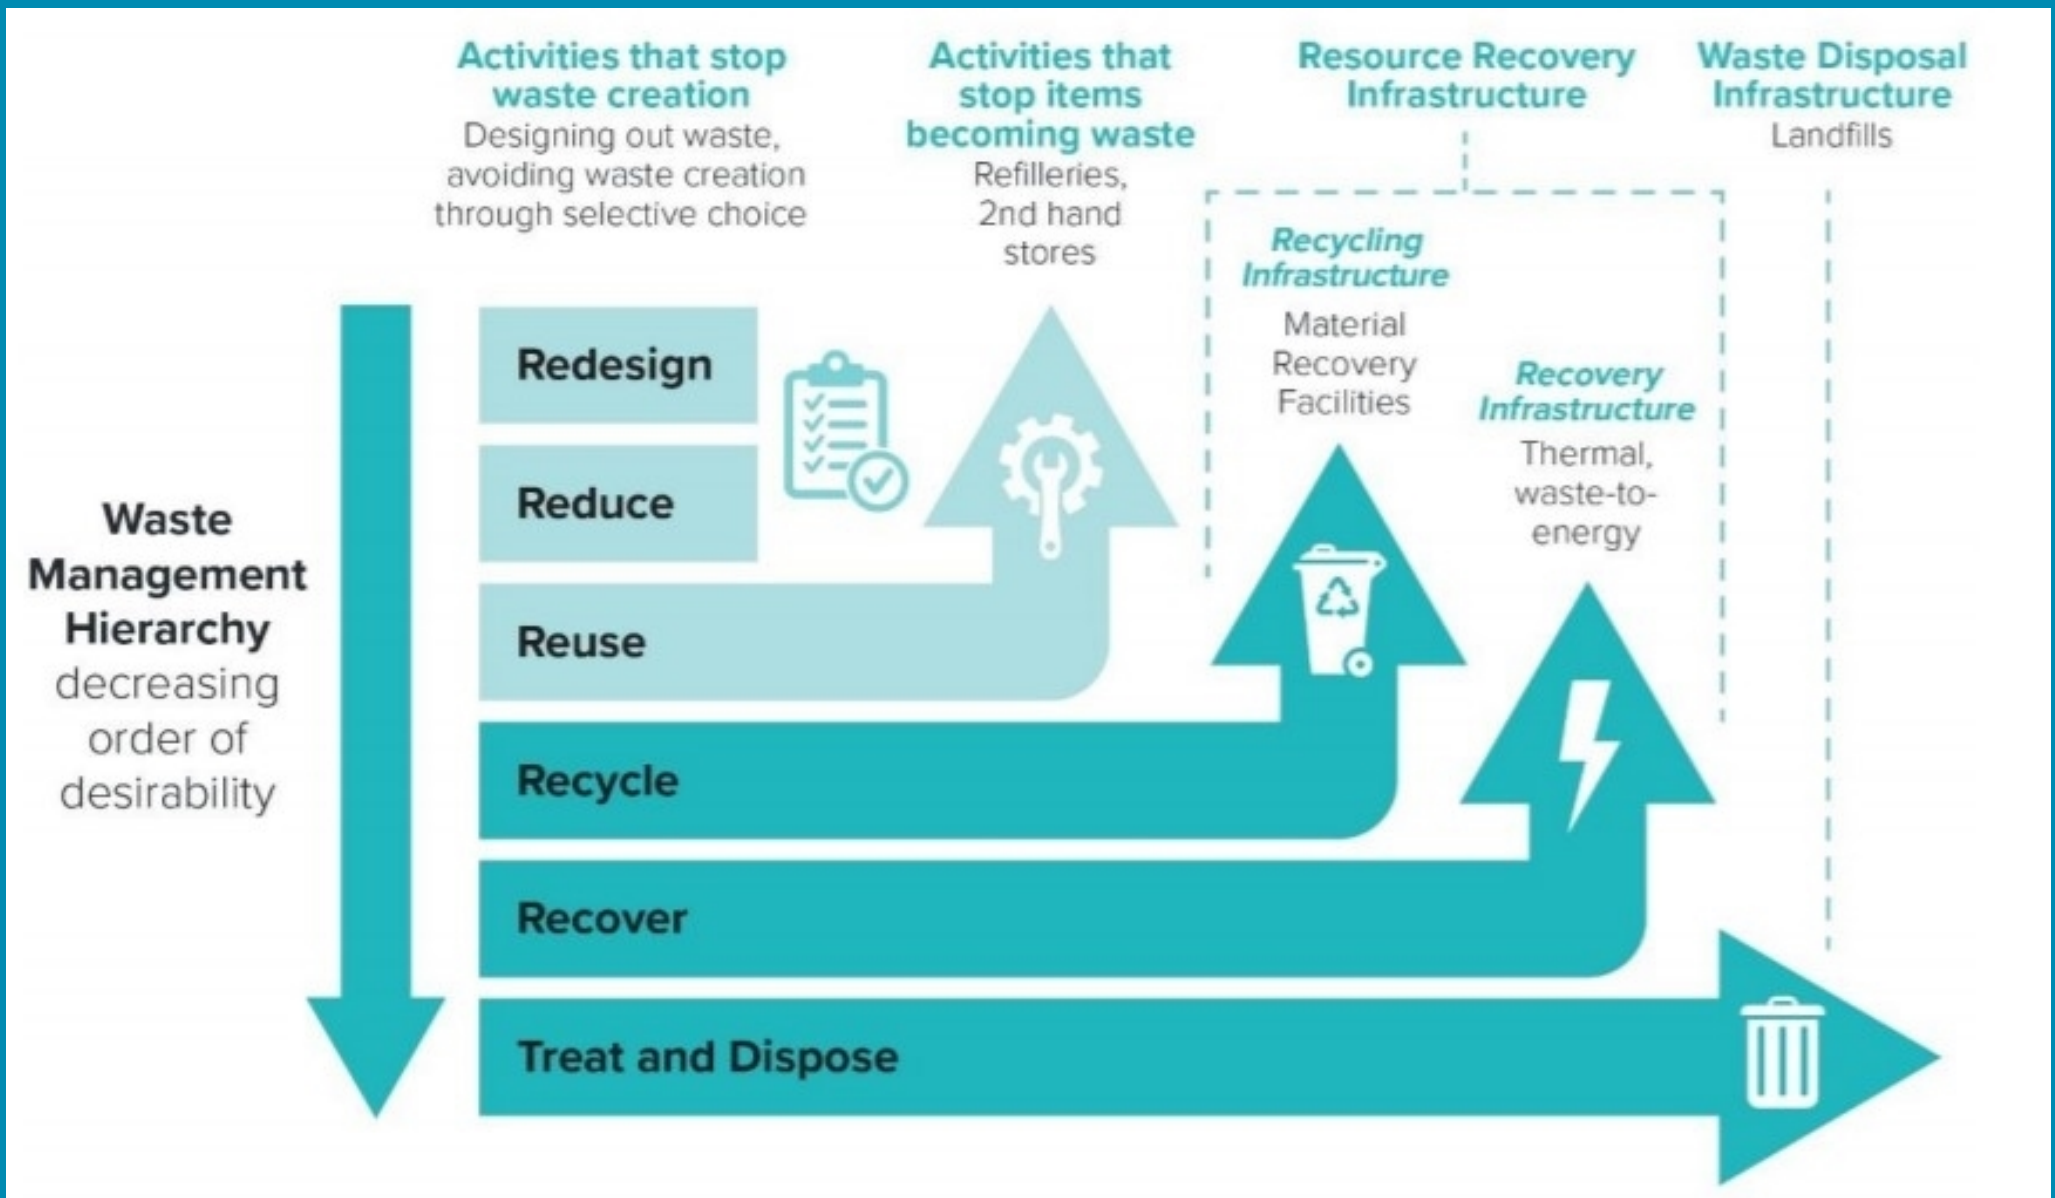 Activities that stop
waste creation
Designing out waste,
avoiding waste creation
through selective choice
Activities that
stop items
becoming waste
Refilleries,
2nd hand
stores
Resource Recovery
Infrastructure
Waste Disposal
Infrastructure
Landfills
Recycling
Infrastructure
Material
Recovery
Facilities
Recovery
Infrastructure
Thermal,
waste-to-
energy
Waste
Management
Hierarchy
decreasing
order of
desirability
Redesign
Reduce
Reuse
Recycle
Recover
Treat and Dispose